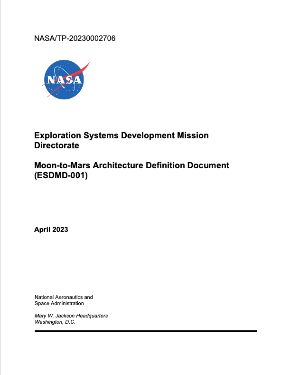 NASA/TP-20230002706
NASA
Exploration Systems Development Mission
Directorate
Moon-to-Mars Architecture Definition Document
(ESDMD-001)
April 2023
National Aeronautics and
Space Administration
Mary W. Jackson Headquarters
Washington, D.C.